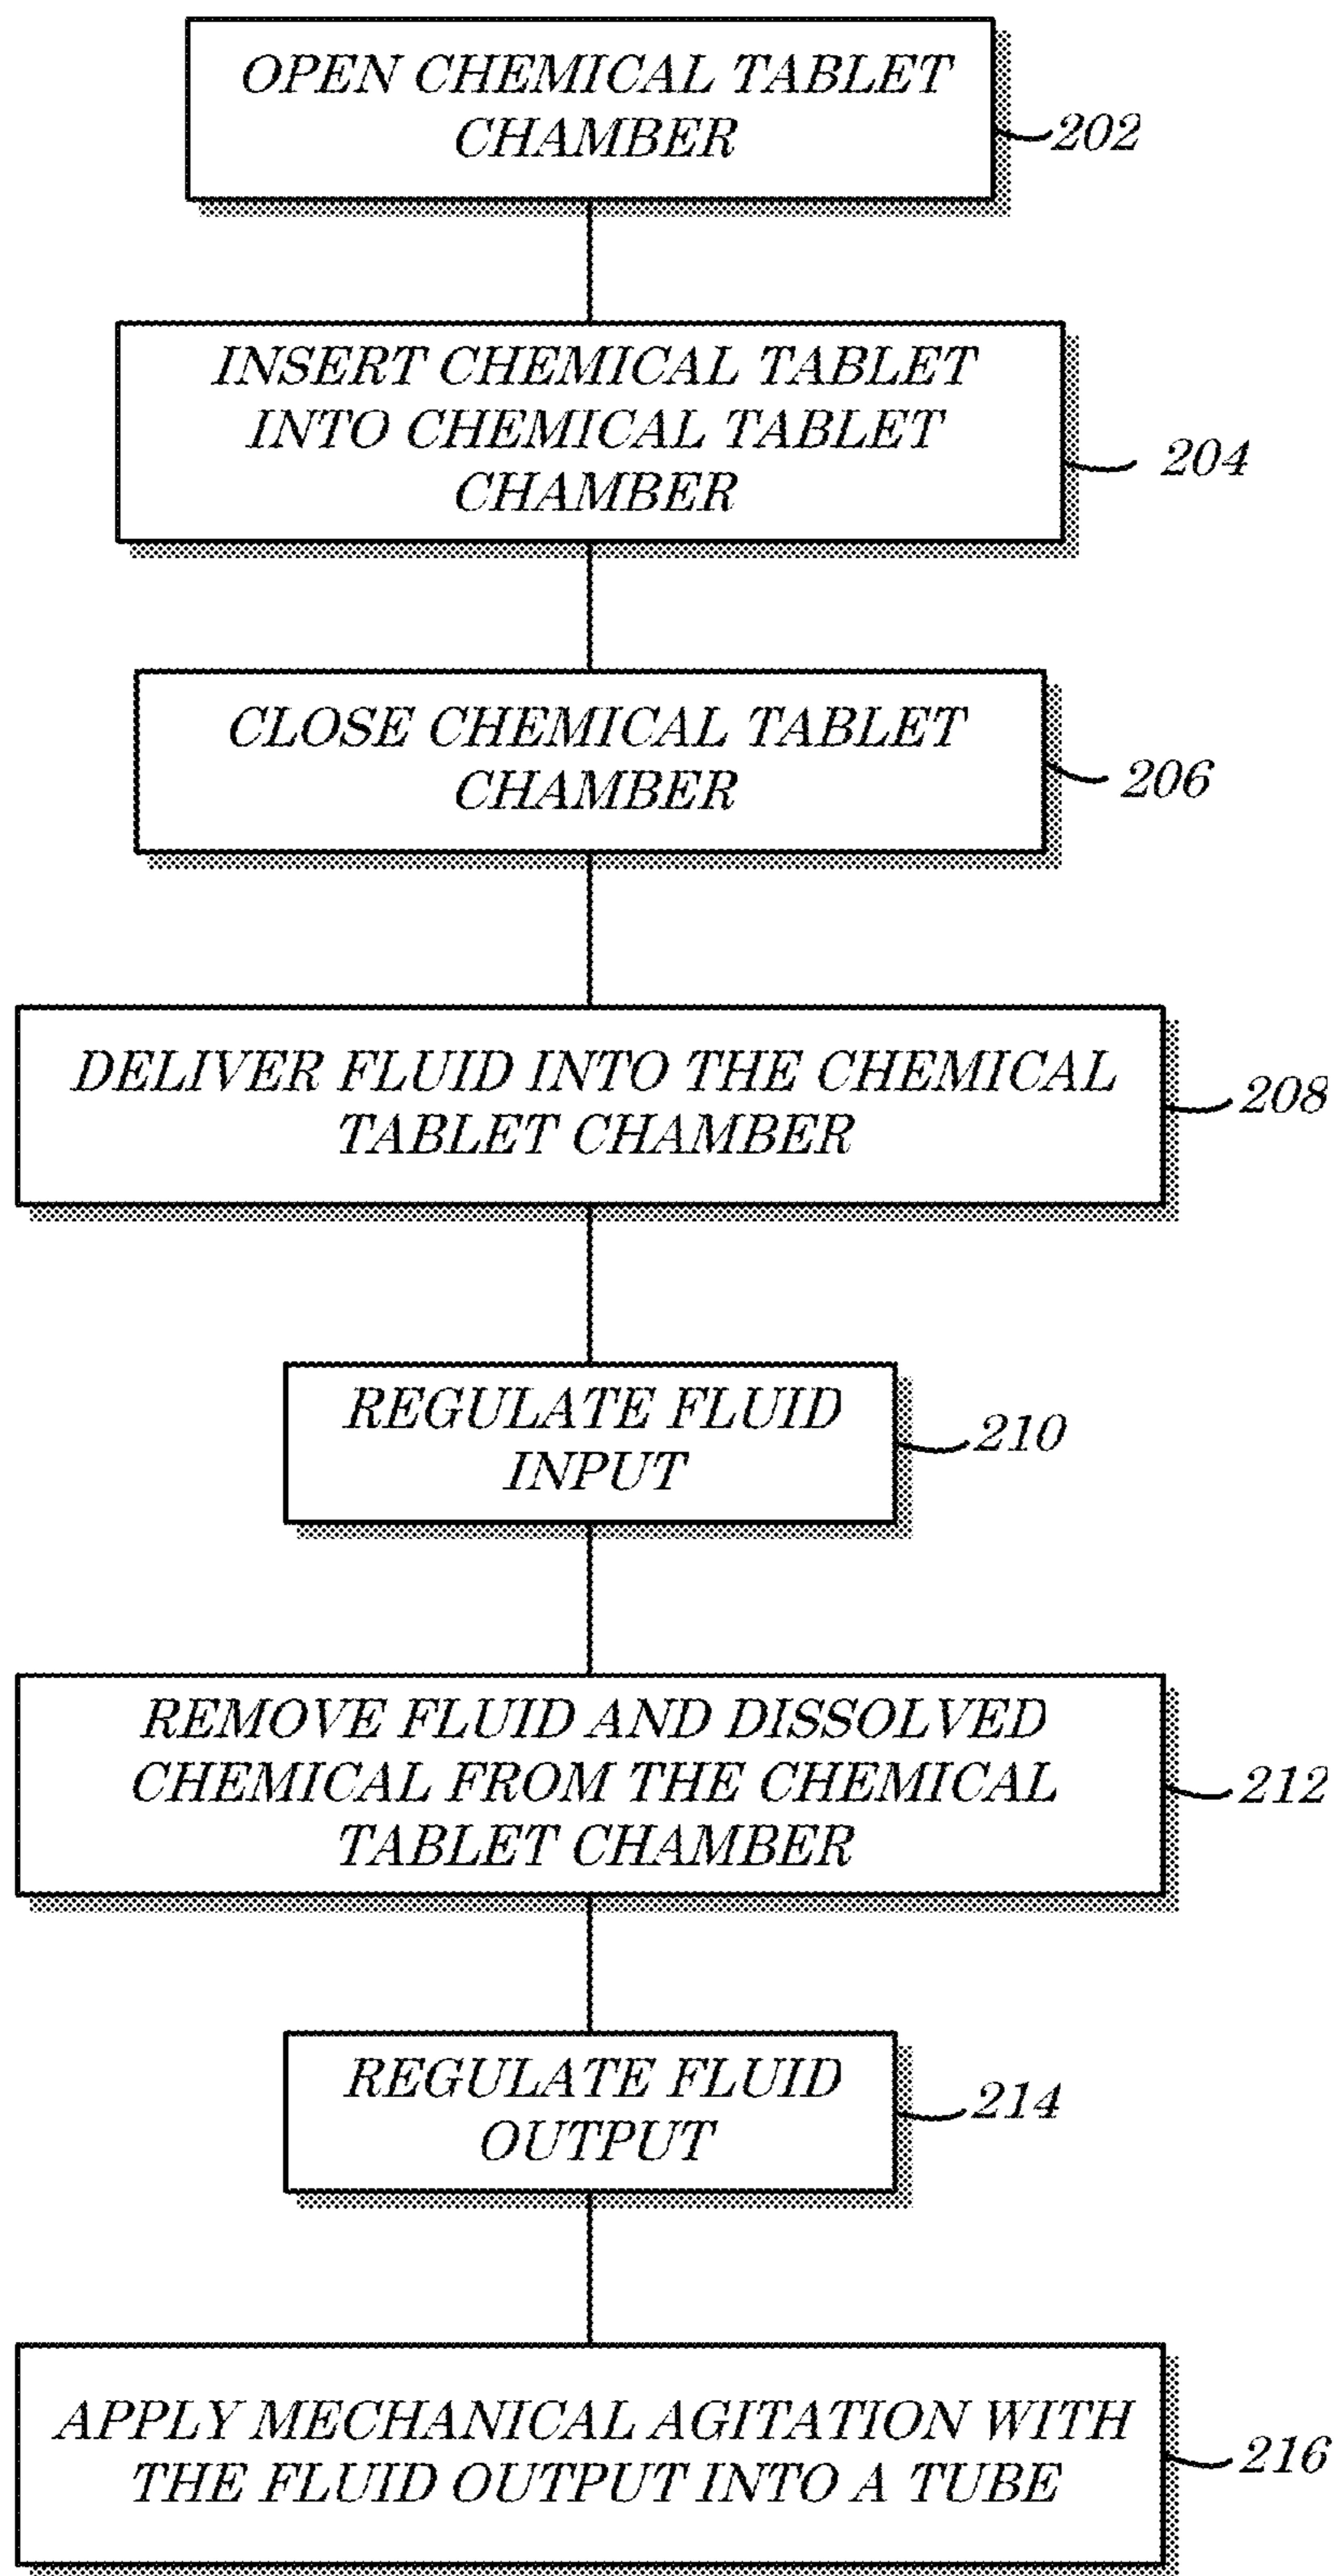 OPEN CHEMICAL TABLET
CHAMBER
202
INSERT CHEMICAL TABLET
INTO CHEMICAL TABLET
CHAMBER
204
CLOSE CHEMICAL TABLET
CHAMBER
206
DELIVER FLUID INTO THE CHEMICAL
TABLET CHAMBER
208
REGULATE FLUID
INPUT
210
REMOVE FLUID AND DISSOLVED
CHEMICAL FROM THE CHEMICAL
TABLET CHAMBER
212
REGULATE FLUID
OUTPUT
214
APPLY MECHANICAL AGITATION WITH
THE FLUID OUTPUT INTO A TUBE
216